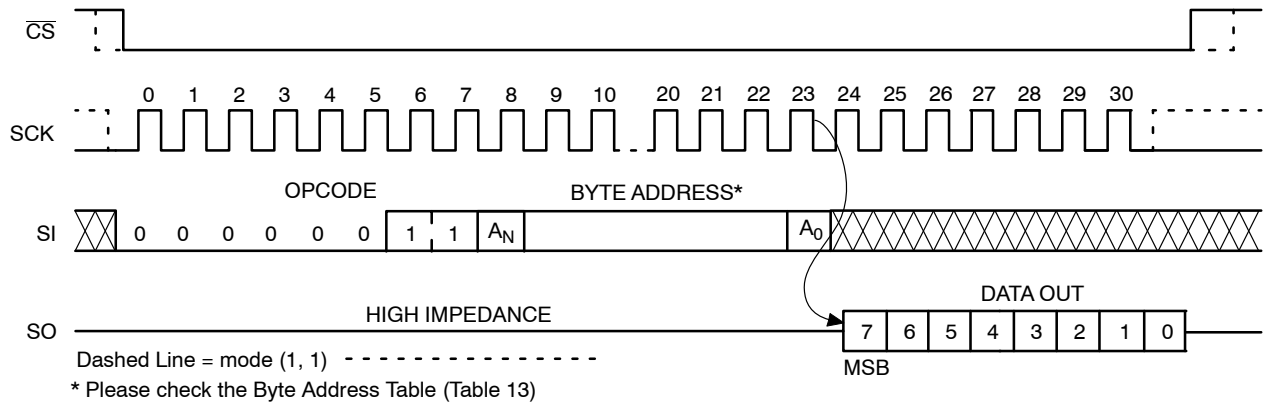 CS
0 1 2 3 4 5 6 7 8 9 10 20 21 22 23 24 25 26 27 28 29 30
SCK
OPCODE BYTE ADDRESS*
SI 0 0 0 0 0 0 1 1 AN A0
DATA OUT
HIGH IMPEDANCE
SO 7 6 5 4 3 2 1 0
Dashed Line = mode (1, 1)
MSB
* Please check the Byte Address Table (Table 13)